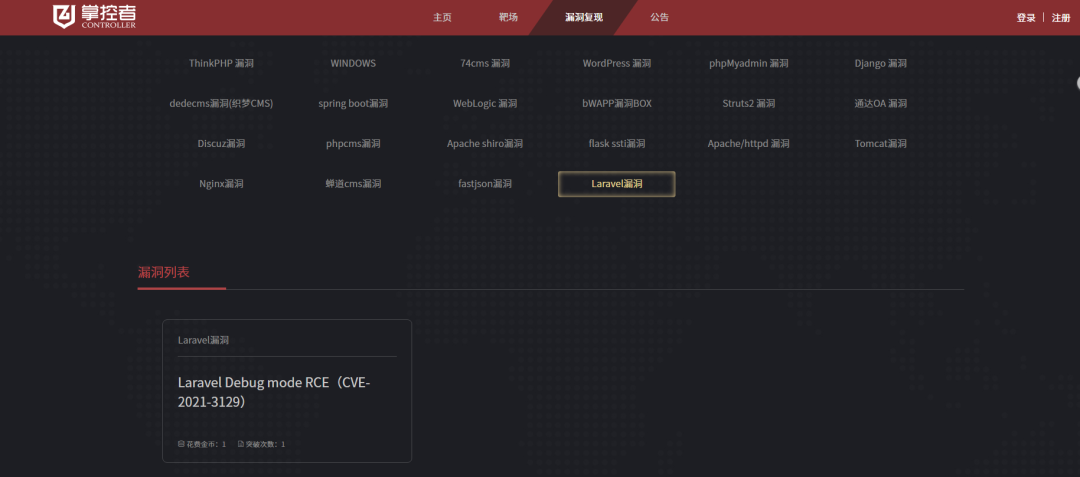 掌控者
CONTROLLER
主页 靶场 漏洞复现 公告 登录 | 注册
ThinkPHP 漏洞 WINDOWS 74cms 漏洞 WordPress 漏洞 phpMyadmin 漏洞 Django 漏洞
dedecms漏洞(织梦CMS) spring boot漏洞 WebLogic 漏洞 bWAPP漏洞BOX Struts2 漏洞 通达OA 漏洞
Discuz漏洞 phpcms漏洞 Apache shiro漏洞 flask ssti漏洞 Apache/httpd 漏洞 Tomcat漏洞
Nginx漏洞 蝉道cms漏洞 fastjson漏洞 Laravel漏洞
漏洞列表
Laravel漏洞
Laravel Debug mode RCE（CVE-
2021-3129）
花费金币：1 突破次数：1